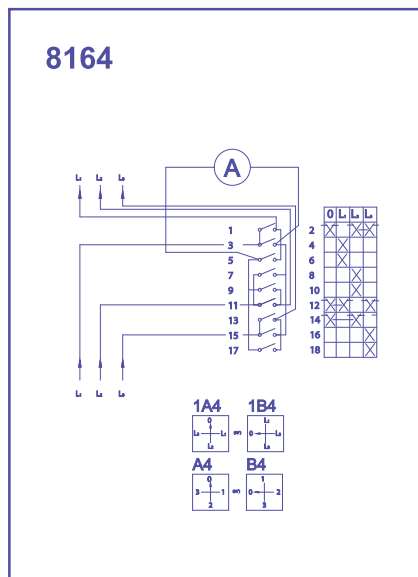 8164
A
L₁ L₂ L₃
0 L₁ L₂ L₃
1 2
3 4
5 6
7 8
9 10
11 12
13 14
15 16
17 18
L₁ L₂ L₃
1A4 1B4
0 L₁
L₃ L₁ 0 L₂
L₂ L₃
A4 B4
0 1
3 1 0 2
2 3